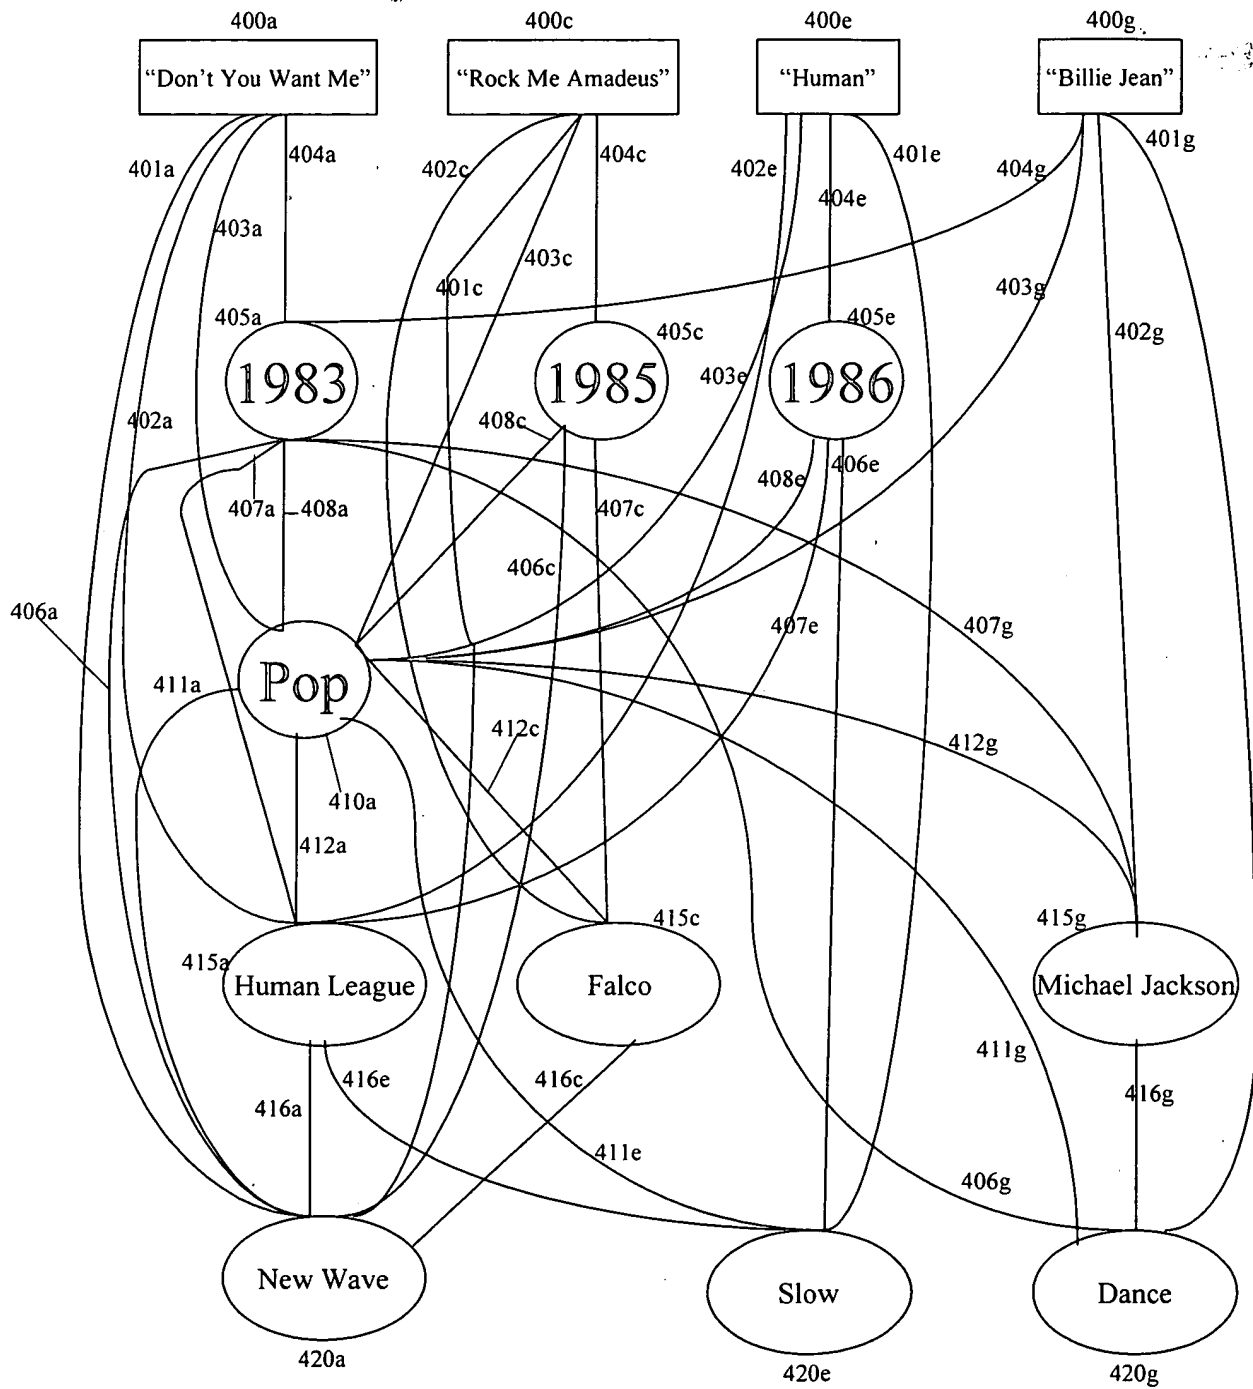 400a 400c 400e 400g
“Don’t You Want Me” “Rock Me Amadeus” “Human” “Billie Jean”
401a 404a 402c 404c 402e 401e 404g 401g
404e
403a 403c 403g
401c
405a 405c 405e 402g
1983 1985 1986
403e
402a 408c 406e
408e
407a 408a 407c
406c
406a 407e 407g
Pop
411a 412c 412g
410a
412a
415a 415c 415g
Human League Falco Michael Jackson
411g
416e 416c 416g
416a
411e 406g
New Wave Slow Dance
420a 420e 420g